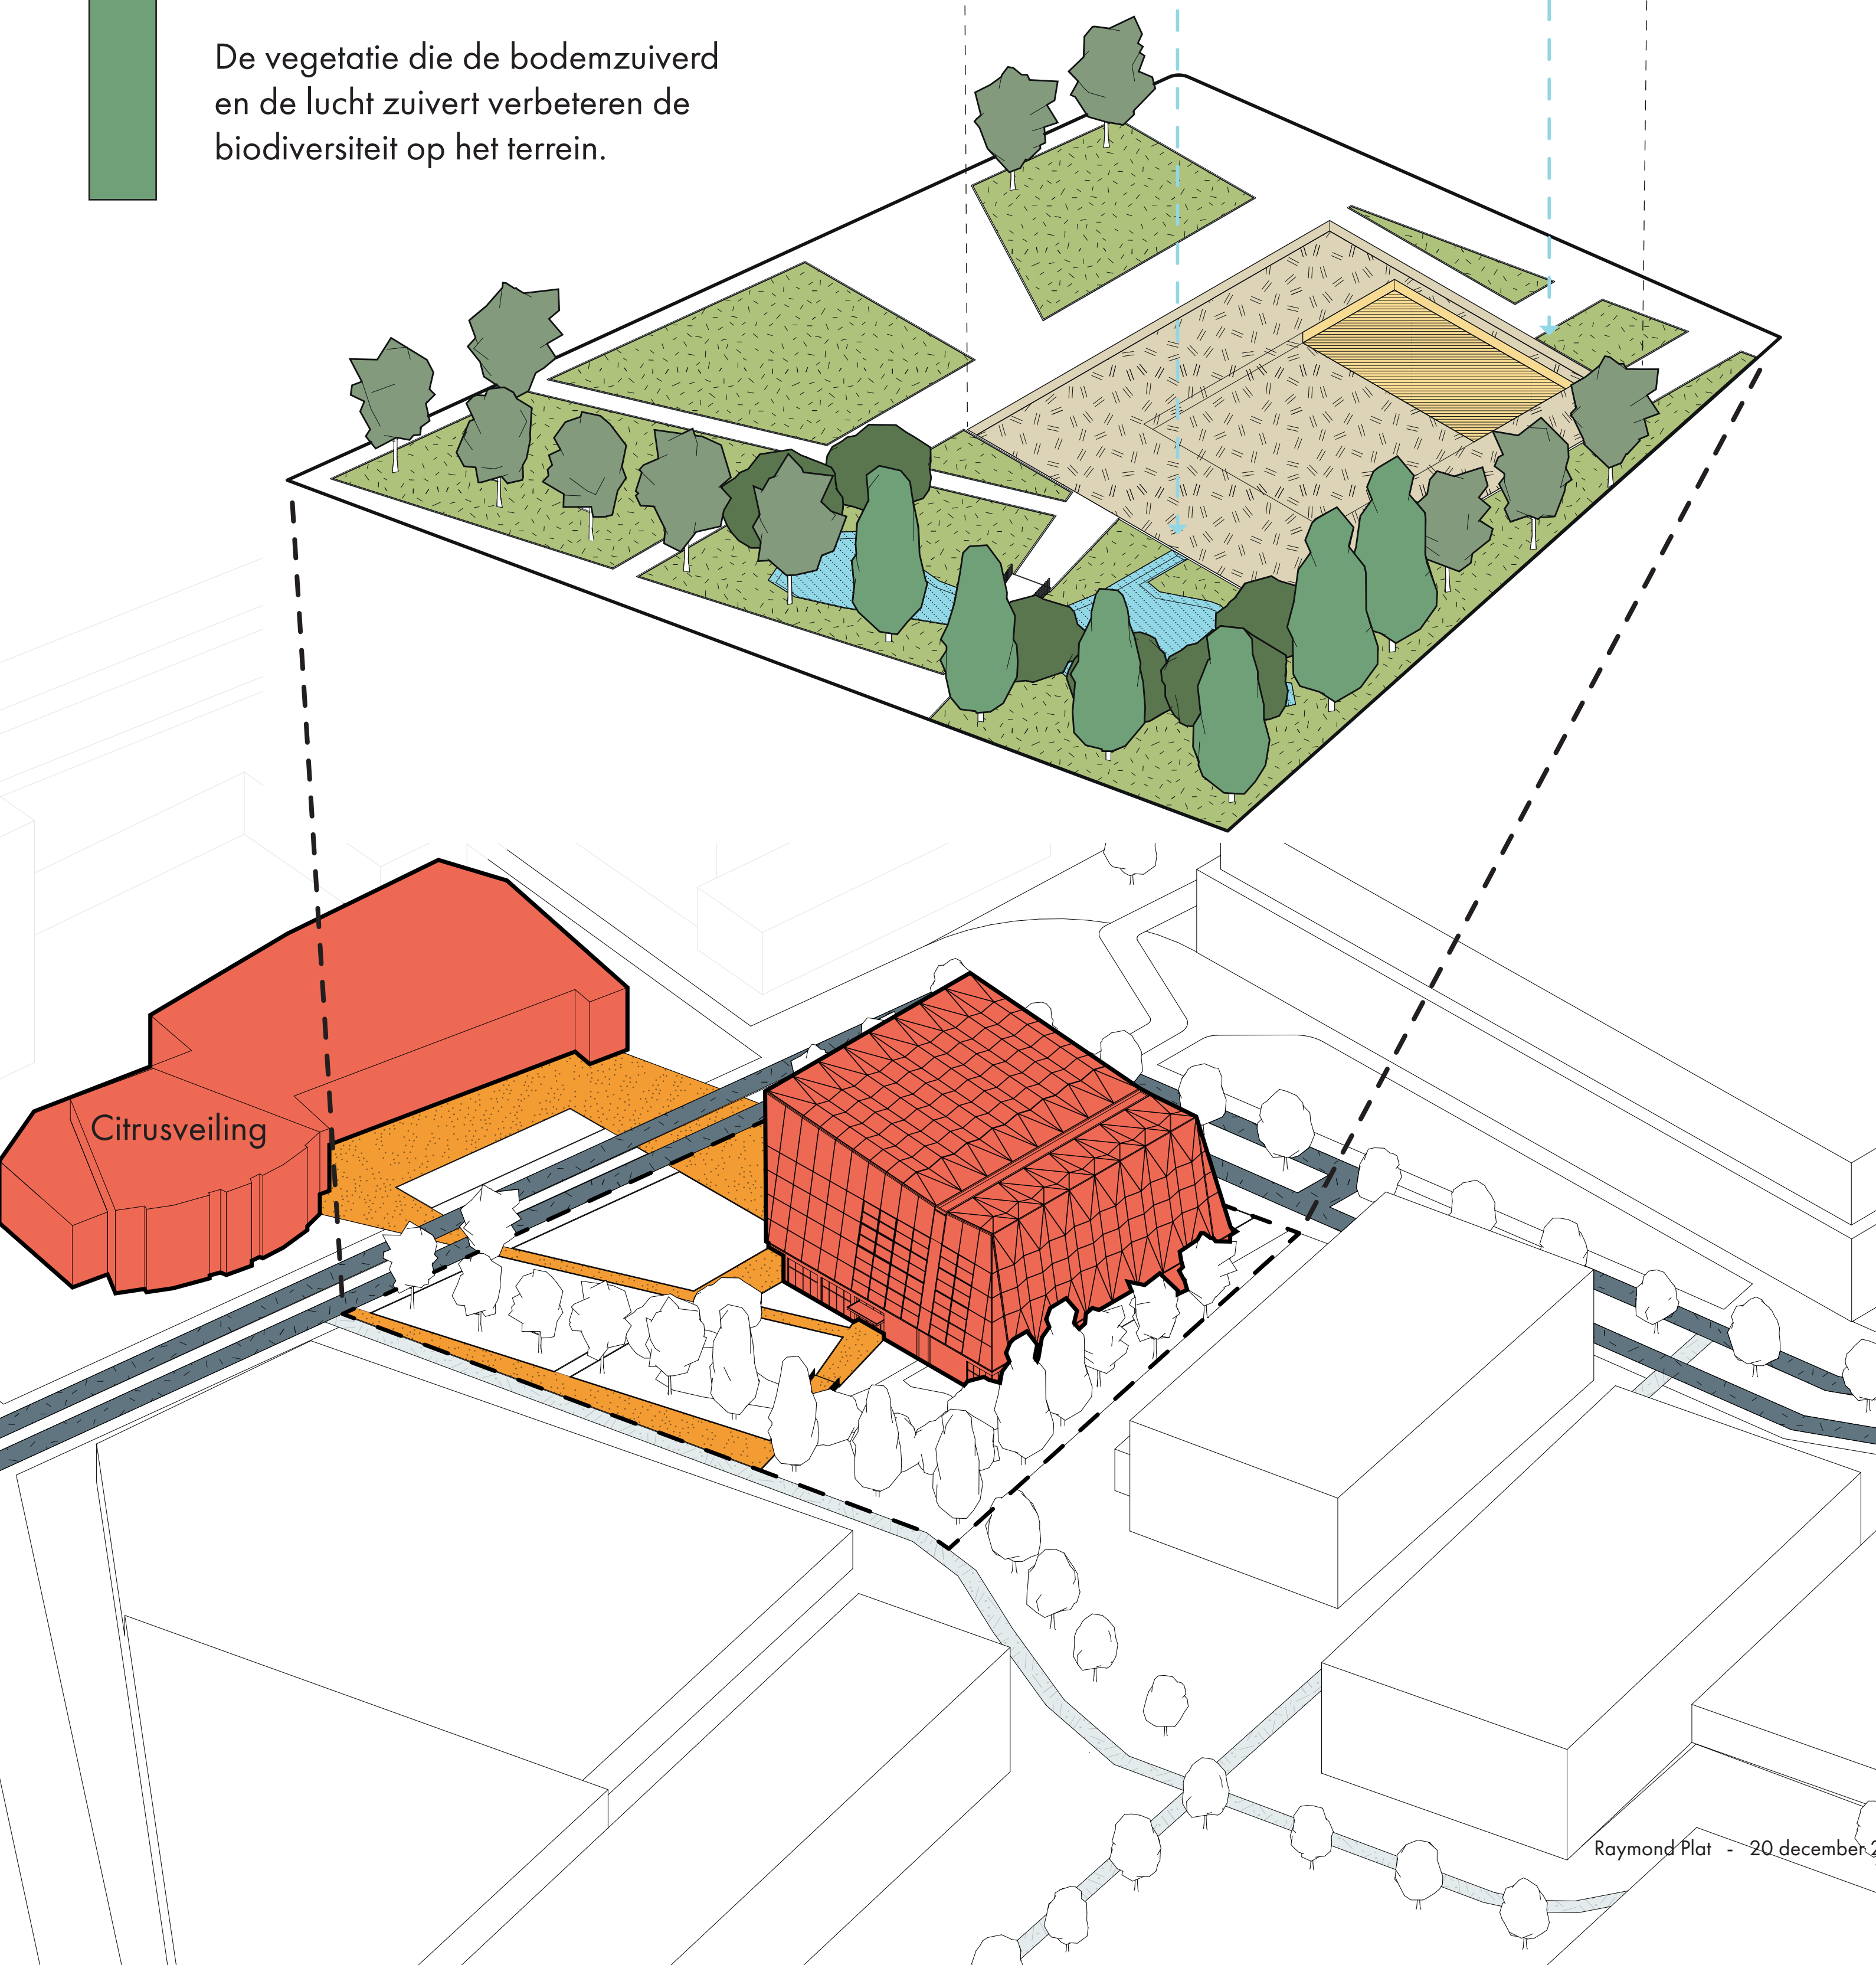 De vegetatie die de bodemzuiverd
en de lucht zuivert verbeteren de
biodiversiteit op het terrein.
Citrusveiling
Raymond Plat - 20 december